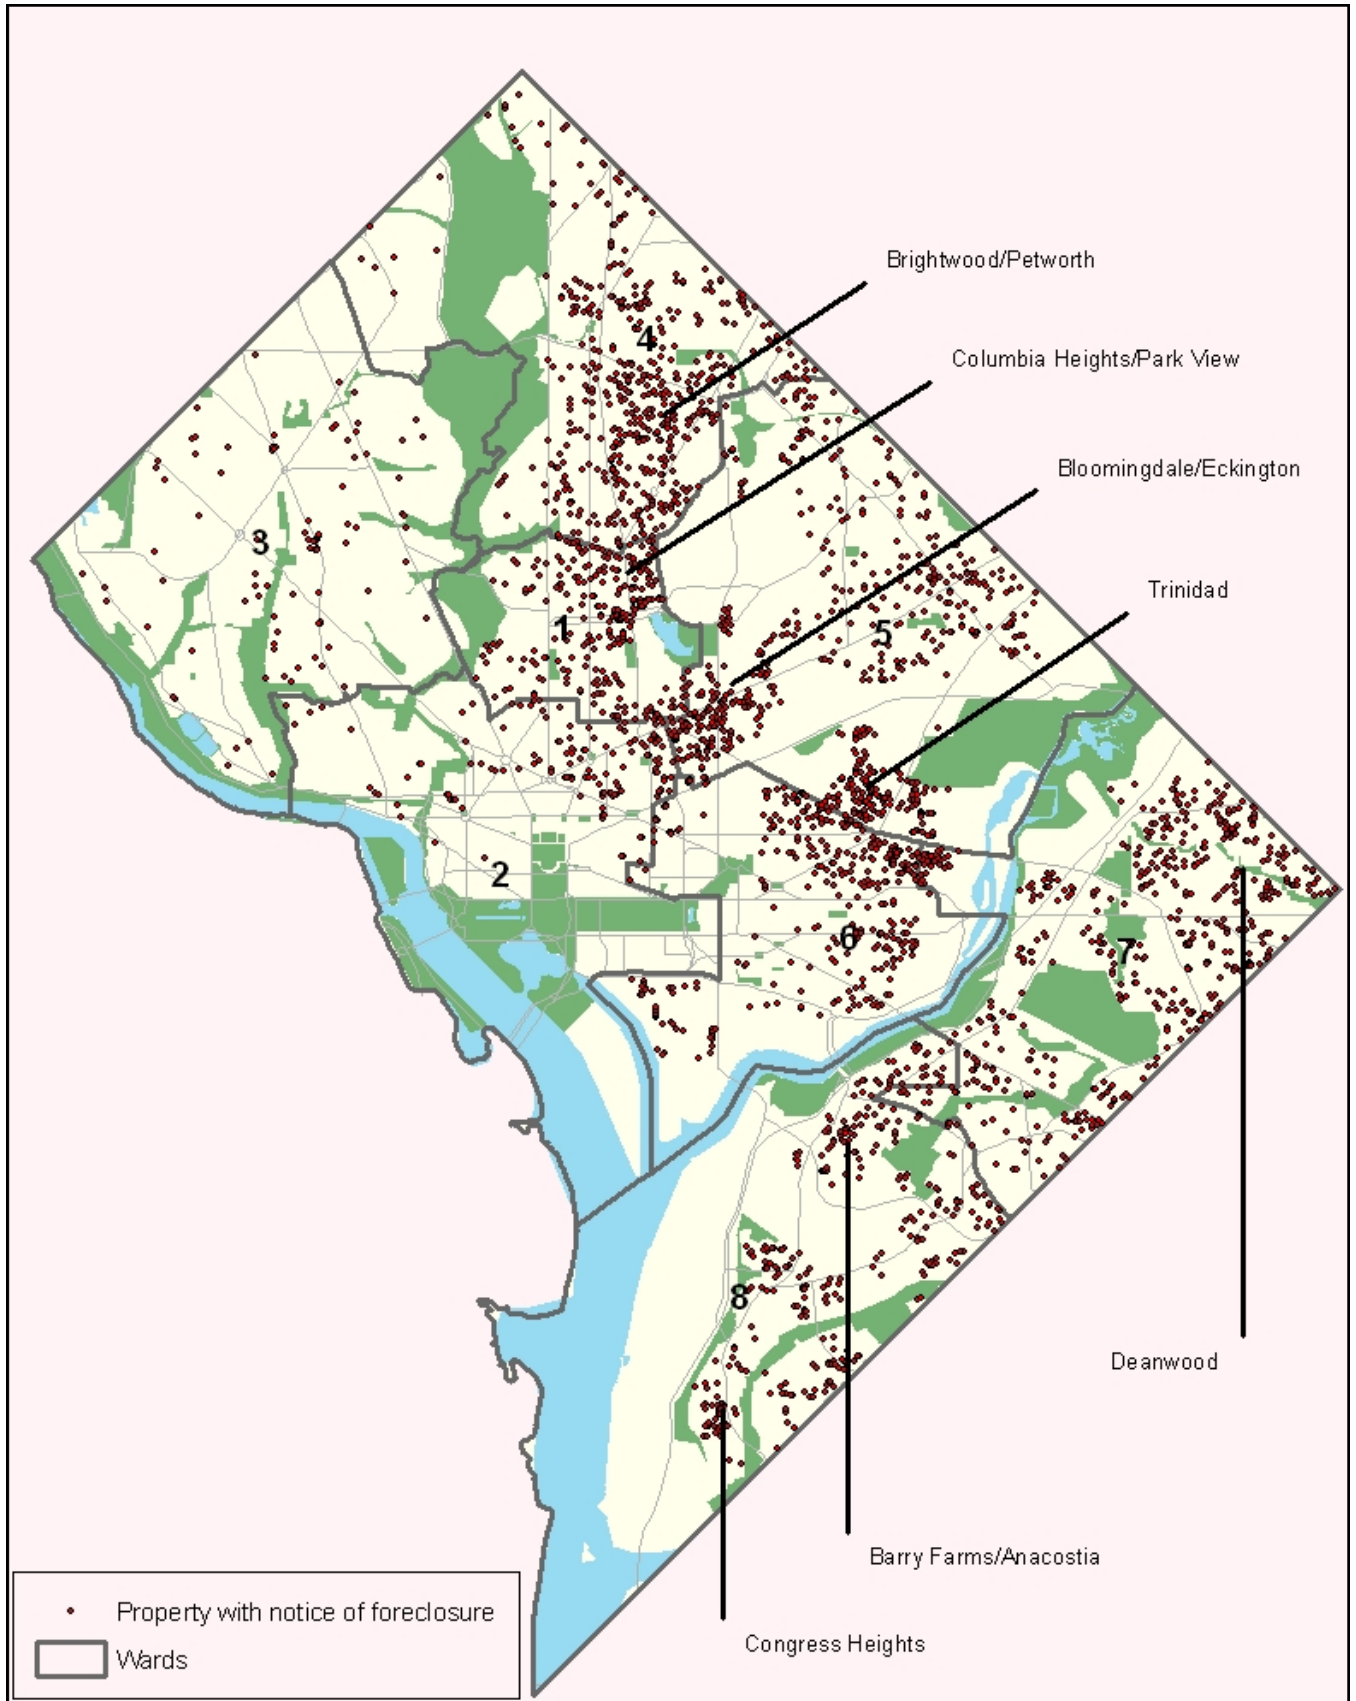 Brightwood/Petworth
4
Columbia Heights/Park View
Bloomingdale/Eckington
3
Trinidad
1
5
2
6
7
8
Deanwood
Barry Farms/Anacostia
Property with notice of foreclosure
Congress Heights
Wards